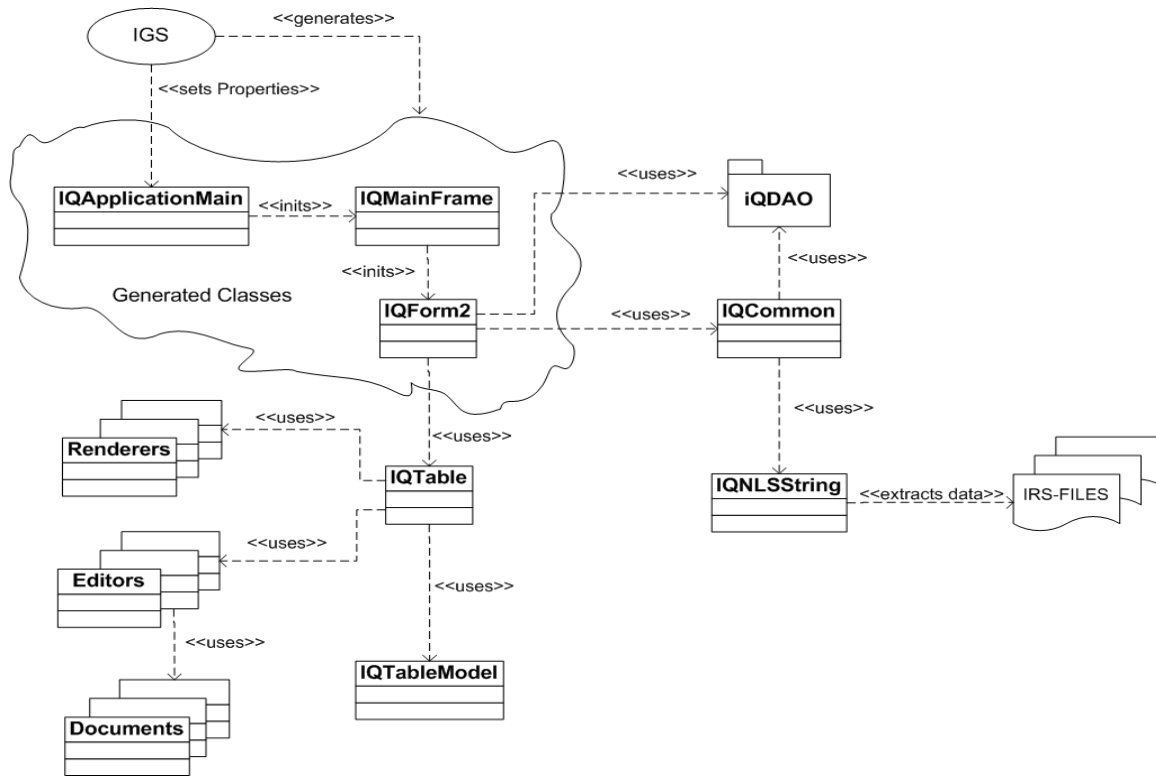 <<generates>>
IGS
<<sets Properties>>
IQApplicationMain
<<inits>>
IQMainFrame
<<uses>>
iQDAO
<<inits>>
<<uses>>
Generated Classes
IQForm2
<<uses>>
IQCommon
<<uses>>
<<uses>>
<<uses>>
Renderers
IQTable
IQNLSString
<<extracts data>>
IRS-FILES
<<uses>>
Editors
<<uses>>
<<uses>>
IQTableModel
Documents